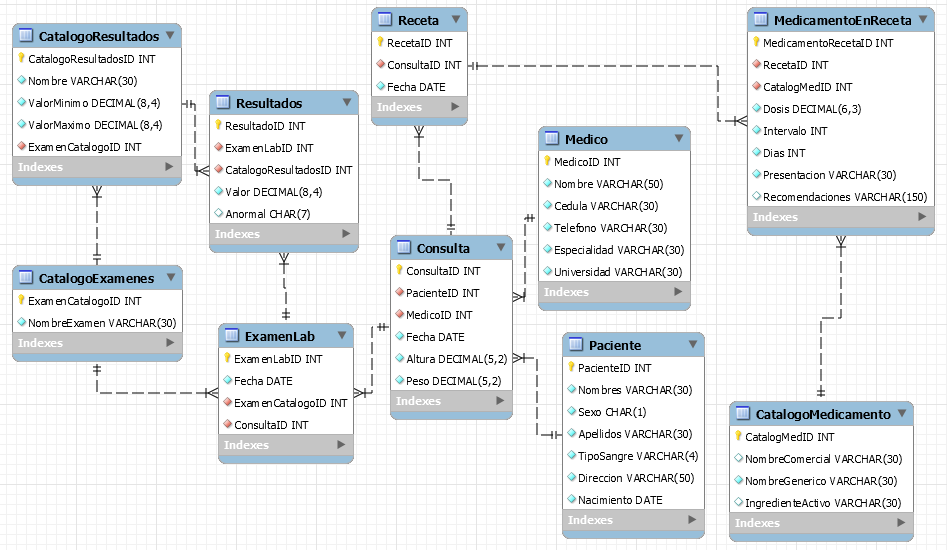 CatalogoResultados
CatalogoResultadosID INT
Nombre VARCHAR(30)
ValorMinimo DECIMAL(8,4)
ValorMaximo DECIMAL(8,4)
ExamenCatalogoID INT
Indexes
Resultados
ResultadoID INT
ExamenLabID INT
CatalogoResultadosID INT
Valor DECIMAL(8,4)
Anormal CHAR(7)
Indexes
Receta
RecetaID INT
ConsultaID INT
Fecha DATE
Indexes
MedicamentoEnReceta
MedicamentoRecetaID INT
RecetaID INT
CatalogMedID INT
Dosis DECIMAL(6,3)
Intervalo INT
Dias INT
Presentacion VARCHAR(30)
Recomendaciones VARCHAR(150)
Indexes
Medico
MedicoID INT
Nombre VARCHAR(50)
Cedula VARCHAR(30)
Telefono VARCHAR(30)
Especialidad VARCHAR(30)
Universidad VARCHAR(30)
Indexes
CatalogoExamenes
ExamenCatalogoID INT
NombreExamen VARCHAR(30)
Indexes
ExamenLab
ExamenLabID INT
Fecha DATE
ExamenCatalogoID INT
ConsultaID INT
Indexes
Consulta
ConsultaID INT
PacienteID INT
MedicoID INT
Fecha DATE
Altura DECIMAL(5,2)
Peso DECIMAL(5,2)
Indexes
Paciente
PacienteID INT
Nombres VARCHAR(30)
Sexo CHAR(1)
Apellidos VARCHAR(30)
TipoSangre VARCHAR(4)
Direccion VARCHAR(50)
Nacimiento DATE
Indexes
CatalogoMedicamento
CatalogMedID INT
NombreComercial VARCHAR(30)
NombreGenerico VARCHAR(30)
IngredienteActivo VARCHAR(30)
Indexes